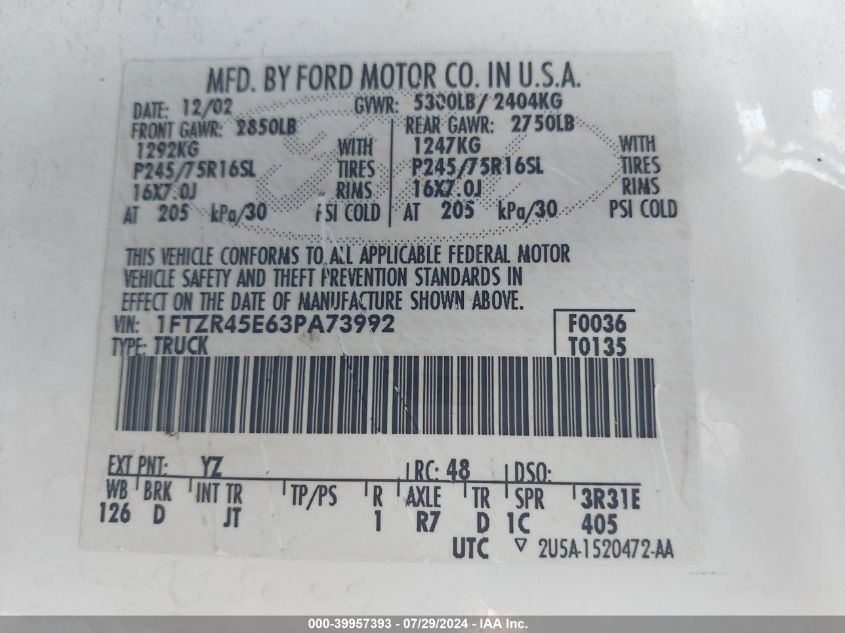 MFD. BY FORD MOTOR CO. IN U.S.A.
DATE: 12/02 GVWR: 5300LB/ 2404KG
FRONT GAWR: 2850LB REAR GAWR: 2750LB
1292KG WITH 1247KG WITH
P245/75R16SL TIRES P245/75R16SL TIRES
16X7.0J RIMS 16X7.0J RIMS
AT 205 kPa/30 PSI COLD AT 205 kPa/30 PSI COLD
THIS VEHICLE CONFORMS TO ALL APPLICABLE FEDERAL MOTOR
VEHICLE SAFETY AND THEFT PREVENTION STANDARDS IN
EFFECT ON THE DATE OF MANUFACTURE SHOWN ABOVE.
VIN: 1FTZR45E63PA73992 F0036
TYPE: TRUCK T0135
EXT PNT: YZ RC: 48 DSO:
WB BRK INT TR TP/PS R AXLE TR SPR 3R31E
126 D JT 1 R7 D 1C 405
UTC ▽ 2U5A-1520472-AA
000-39957393 - 07/29/2024 - IAA Inc.